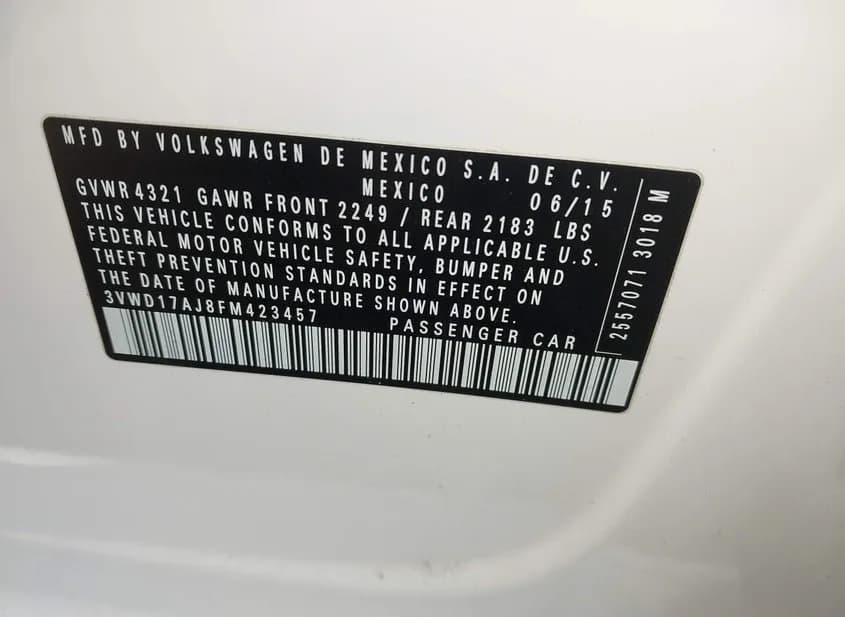 MFD BY VOLKSWAGEN DE MEXICO S.A. DE C.V.
MEXICO 06/15
GVWR 4321 GAWR FRONT 2249 / REAR 2183 LBS
THIS VEHICLE CONFORMS TO ALL APPLICABLE U.S.
FEDERAL MOTOR VEHICLE SAFETY, BUMPER AND
THEFT PREVENTION STANDARDS IN EFFECT ON
THE DATE OF MANUFACTURE SHOWN ABOVE.
3VWD17AJ8FM423457 PASSENGER CAR
2557071 3018 M